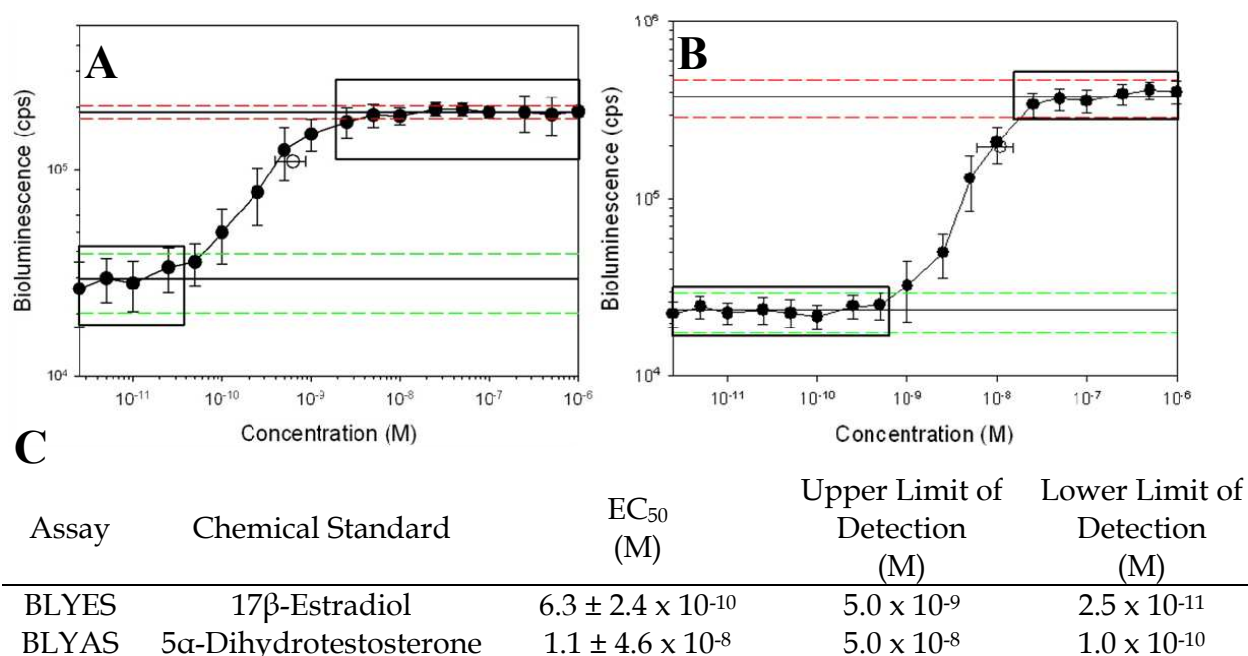 A
B
Bioluminescence (cps)
10⁵
10⁴
10⁻¹¹ 10⁻¹⁰ 10⁻⁹ 10⁻⁸ 10⁻⁷ 10⁻⁶
Concentration (M)
Bioluminescence (cps)
10⁶
10⁵
10⁴
10⁻¹¹ 10⁻¹⁰ 10⁻⁹ 10⁻⁸ 10⁻⁷ 10⁻⁶
Concentration (M)
C
Assay Chemical Standard EC₅₀ (M) Upper Limit of Detection (M) Lower Limit of Detection (M)
BLYES 17β-Estradiol 6.3 ± 2.4 x 10⁻¹⁰ 5.0 x 10⁻⁹ 2.5 x 10⁻¹¹
BLYAS 5α-Dihydrotestosterone 1.1 ± 4.6 x 10⁻⁸ 5.0 x 10⁻⁸ 1.0 x 10⁻¹⁰